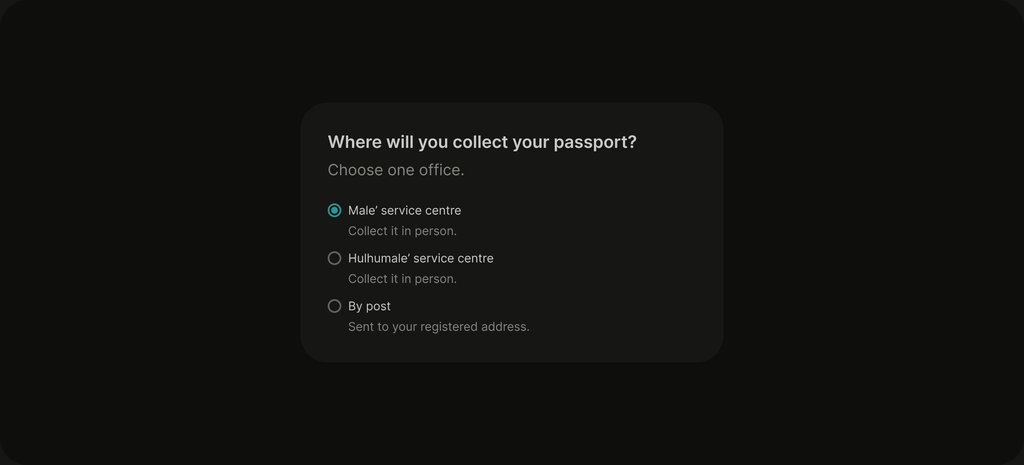 Where will you collect your passport?
Choose one office.
Male’ service centre
Collect it in person.
Hulhumale’ service centre
Collect it in person.
By post
Sent to your registered address.